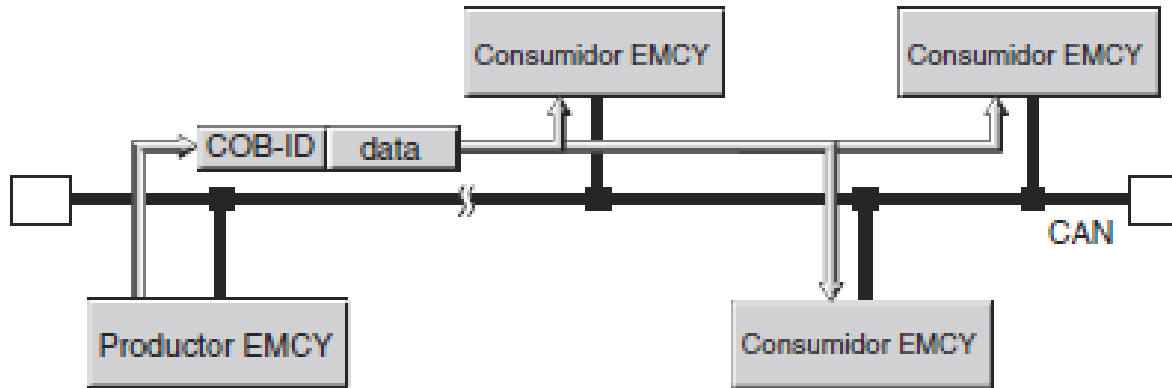 Consumidor EMCY
Consumidor EMCY
COB-ID
data
CAN
Productor EMCY
Consumidor EMCY